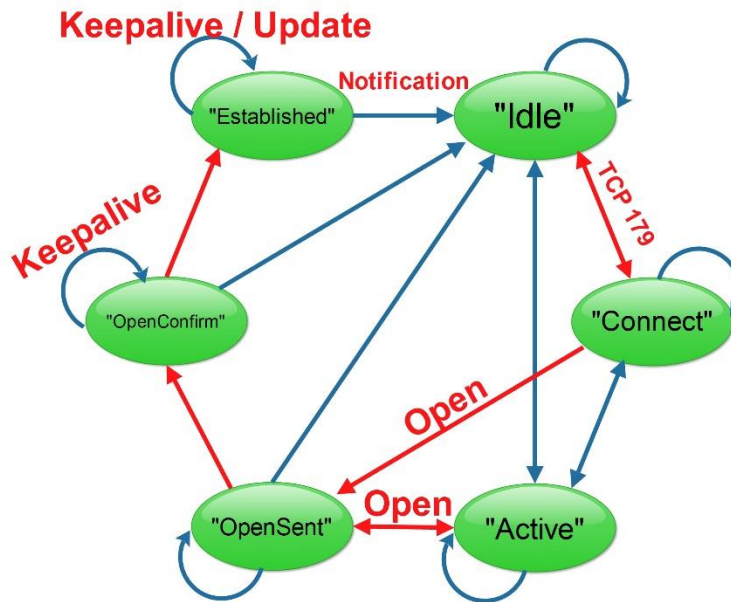 Keepalive / Update
Notification
"Established"
"Idle"
TCP 179
Keepalive
"OpenConfirm"
"Connect"
Open
Open
"OpenSent"
"Active"